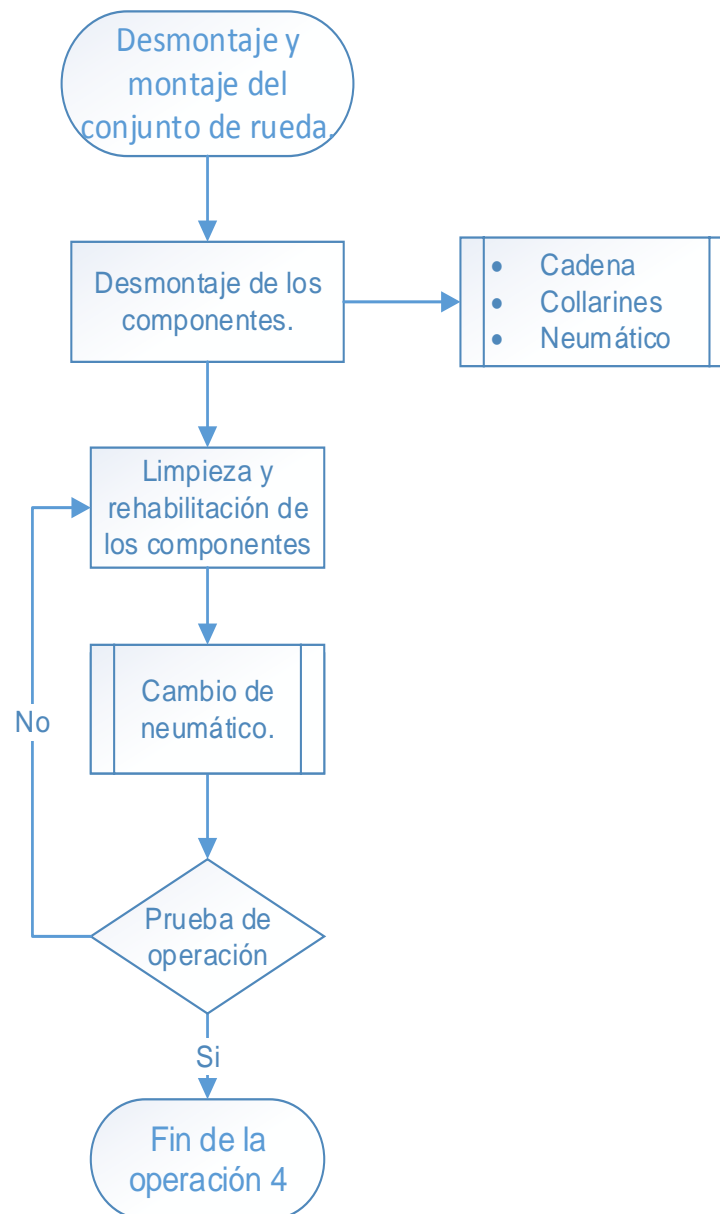 Desmontaje y
montaje del
conjunto de rueda.
Desmontaje de los
componentes.
• Cadena
• Collarines
• Neumático
Limpieza y
rehabilitación de
los componentes
Cambio de
neumático.
No
Prueba de
operación
Si
Fin de la
operación 4